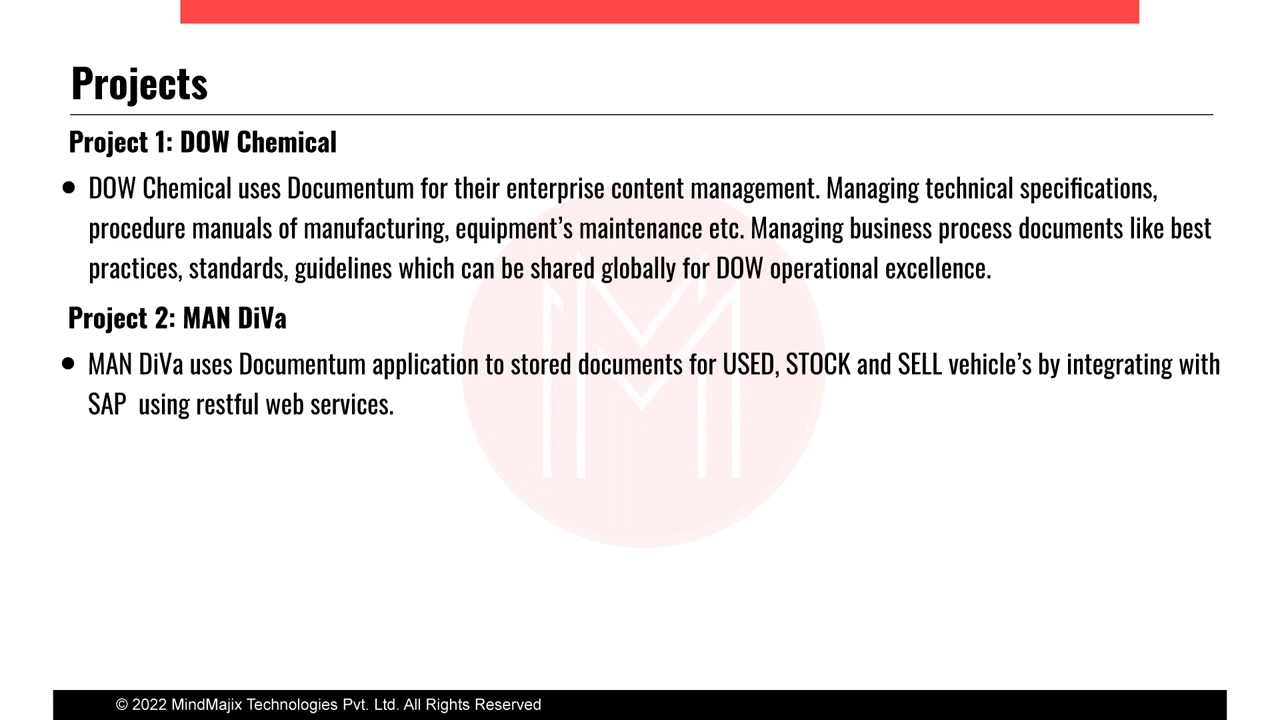 Projects
Project 1: DOW Chemical
● DOW Chemical uses Documentum for their enterprise content management. Managing technical specifications,
procedure manuals of manufacturing, equipment’s maintenance etc. Managing business process documents like best
practices, standards, guidelines which can be shared globally for DOW operational excellence.
Project 2: MAN DiVa
● MAN DiVa uses Documentum application to stored documents for USED, STOCK and SELL vehicle’s by integrating with
SAP  using restful web services.
© 2022 MindMajix Technologies Pvt. Ltd. All Rights Reserved